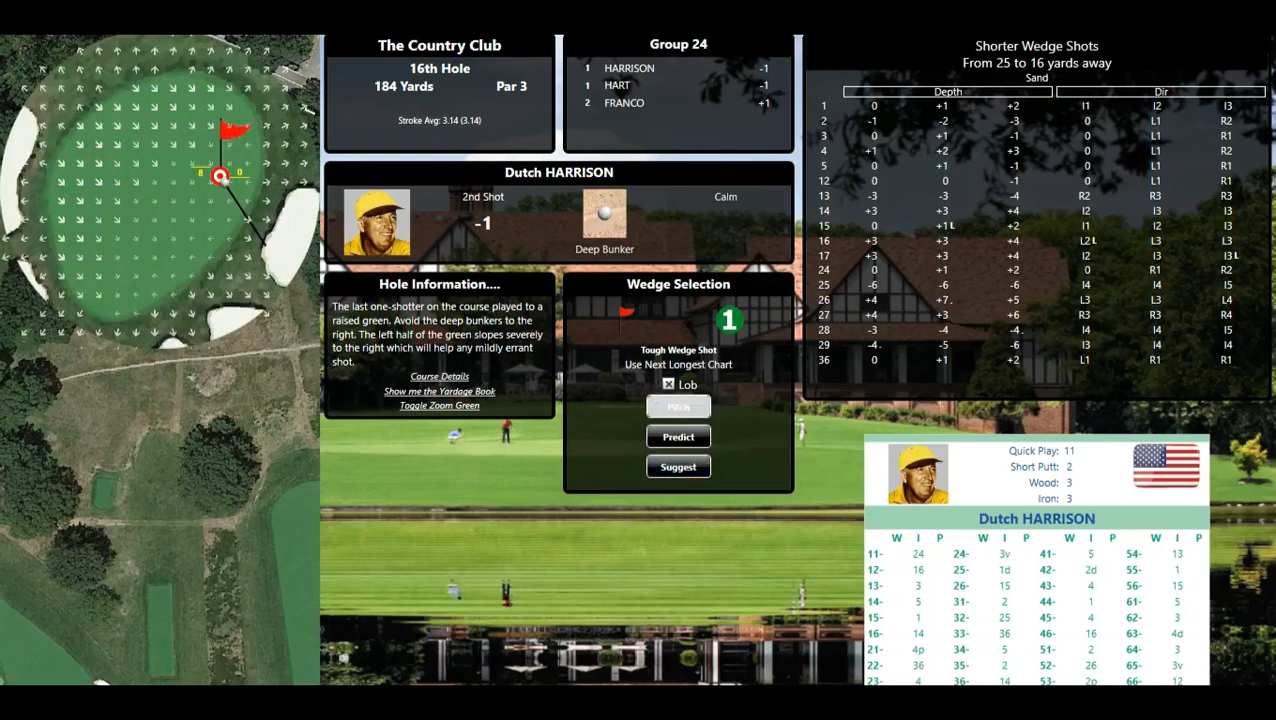 The Country Club
16th Hole
184 Yards Par 3
Stroke Avg: 3.14 (3.14)
Group 24
1 HARRISON -1
1 HART -1
2 FRANCO +1
Dutch HARRISON
2nd Shot
-1
Deep Bunker
Calm
8 0
Hole Information....
The last one-shotter on the course played to a
raised green. Avoid the deep bunkers to the
right. The left half of the green slopes severely
to the right which will help any mildly errant
shot.
Course Details
Show me the Yardage Book
Toggle Zoom Green
Wedge Selection
1
Tough Wedge Shot
Use Next Longest Chart
Lob
Pitch
Predict
Suggest
Shorter Wedge Shots
From 25 to 16 yards away
Sand
Depth Dir
1 0 +1 +2 I1 I2 I3
2 -1 -2 -3 0 L1 R2
3 0 +1 -1 0 L1 R1
4 +1 +2 +3 0 L1 R2
5 0 +1 -1 0 L1 R1
12 0 0 -1 0 L1 R1
13 -3 -3 -4 R2 R3 R3
14 +3 +3 +4 I2 I3 I3
15 0 +1 L +2 I1 I2 I3
16 +3 +3 +4 L2 L L3 L3
17 +3 +3 +4 I2 I3 I3 L
24 0 +1 +2 0 R1 R2
25 -6 -6 -6 I4 I4 I5
26 +4 +7. +5 L3 L3 L4
27 +4 +3 +6 R3 R3 R4
28 -3 -4 -4. I4 I4 I5
29 -4. -5 -6 I3 I4 I4
36 0 +1 +2 L1 R1 R1
Quick Play: 11
Short Putt: 2
Wood: 3
Iron: 3
Dutch HARRISON
W I P W I P W I P W I P
11- 24 24- 3v 41- 5 54- 13
12- 16 25- 1d 42- 2d 55- 1
13- 3 26- 15 43- 4 56- 15
14- 5 31- 2 44- 1 61- 5
15- 1 32- 25 45- 4 62- 3
16- 14 33- 36 46- 16 63- 4d
21- 4p 34- 5 51- 2 64- 3
22- 36 35- 2 52- 26 65- 3v
23- 4 36- 14 53- 2p 66- 12